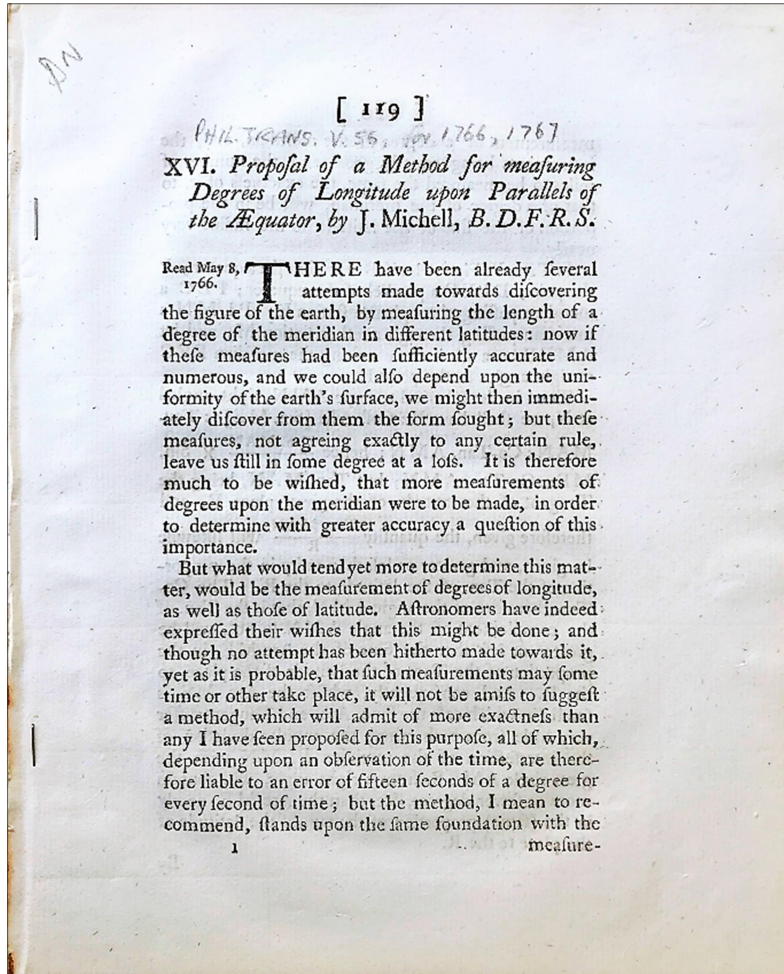 [ 119 ]
PHIL. TRANS. V. 56, for 1766, 1767
XVI. Propoſal of a Method for meaſuring
Degrees of Longitude upon Parallels of
the Æquator, by J. Michell, B. D. F. R. S.
Read May 8, THERE have been already ſeveral
1766. attempts made towards diſcovering
the figure of the earth, by meaſuring the length of a
degree of the meridian in different latitudes: now if
theſe meaſures had been ſufficiently accurate and
numerous, and we could alſo depend upon the uni-
formity of the earth's ſurface, we might then immedi-
ately diſcover from them the form ſought; but theſe
meaſures, not agreing exactly to any certain rule,
leave us ſtill in ſome degree at a loſs. It is therefore
much to be wiſhed, that more meaſurements of
degrees upon the meridian were to be made, in order
to determine with greater accuracy a queſtion of this
importance.
But what would tend yet more to determine this mat-
ter, would be the meaſurement of degrees of longitude,
as well as thoſe of latitude. Aſtronomers have indeed
expreſſed their wiſhes that this might be done; and
though no attempt has been hitherto made towards it,
yet as it is probable, that ſuch meaſurements may ſome
time or other take place, it will not be amiſs to ſuggeſt
a method, which will admit of more exactneſs than
any I have ſeen propoſed for this purpoſe, all of which,
depending upon an obſervation of the time, are there-
fore liable to an error of fifteen ſeconds of a degree for
every ſecond of time; but the method, I mean to re-
commend, ſtands upon the ſame foundation with the
1 meaſure-